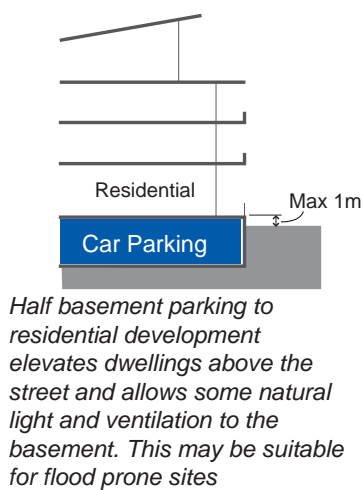 Residential
Max 1m
Car Parking
Half basement parking to
residential development
elevates dwellings above the
street and allows some natural
light and ventilation to the
basement. This may be suitable
for flood prone sites